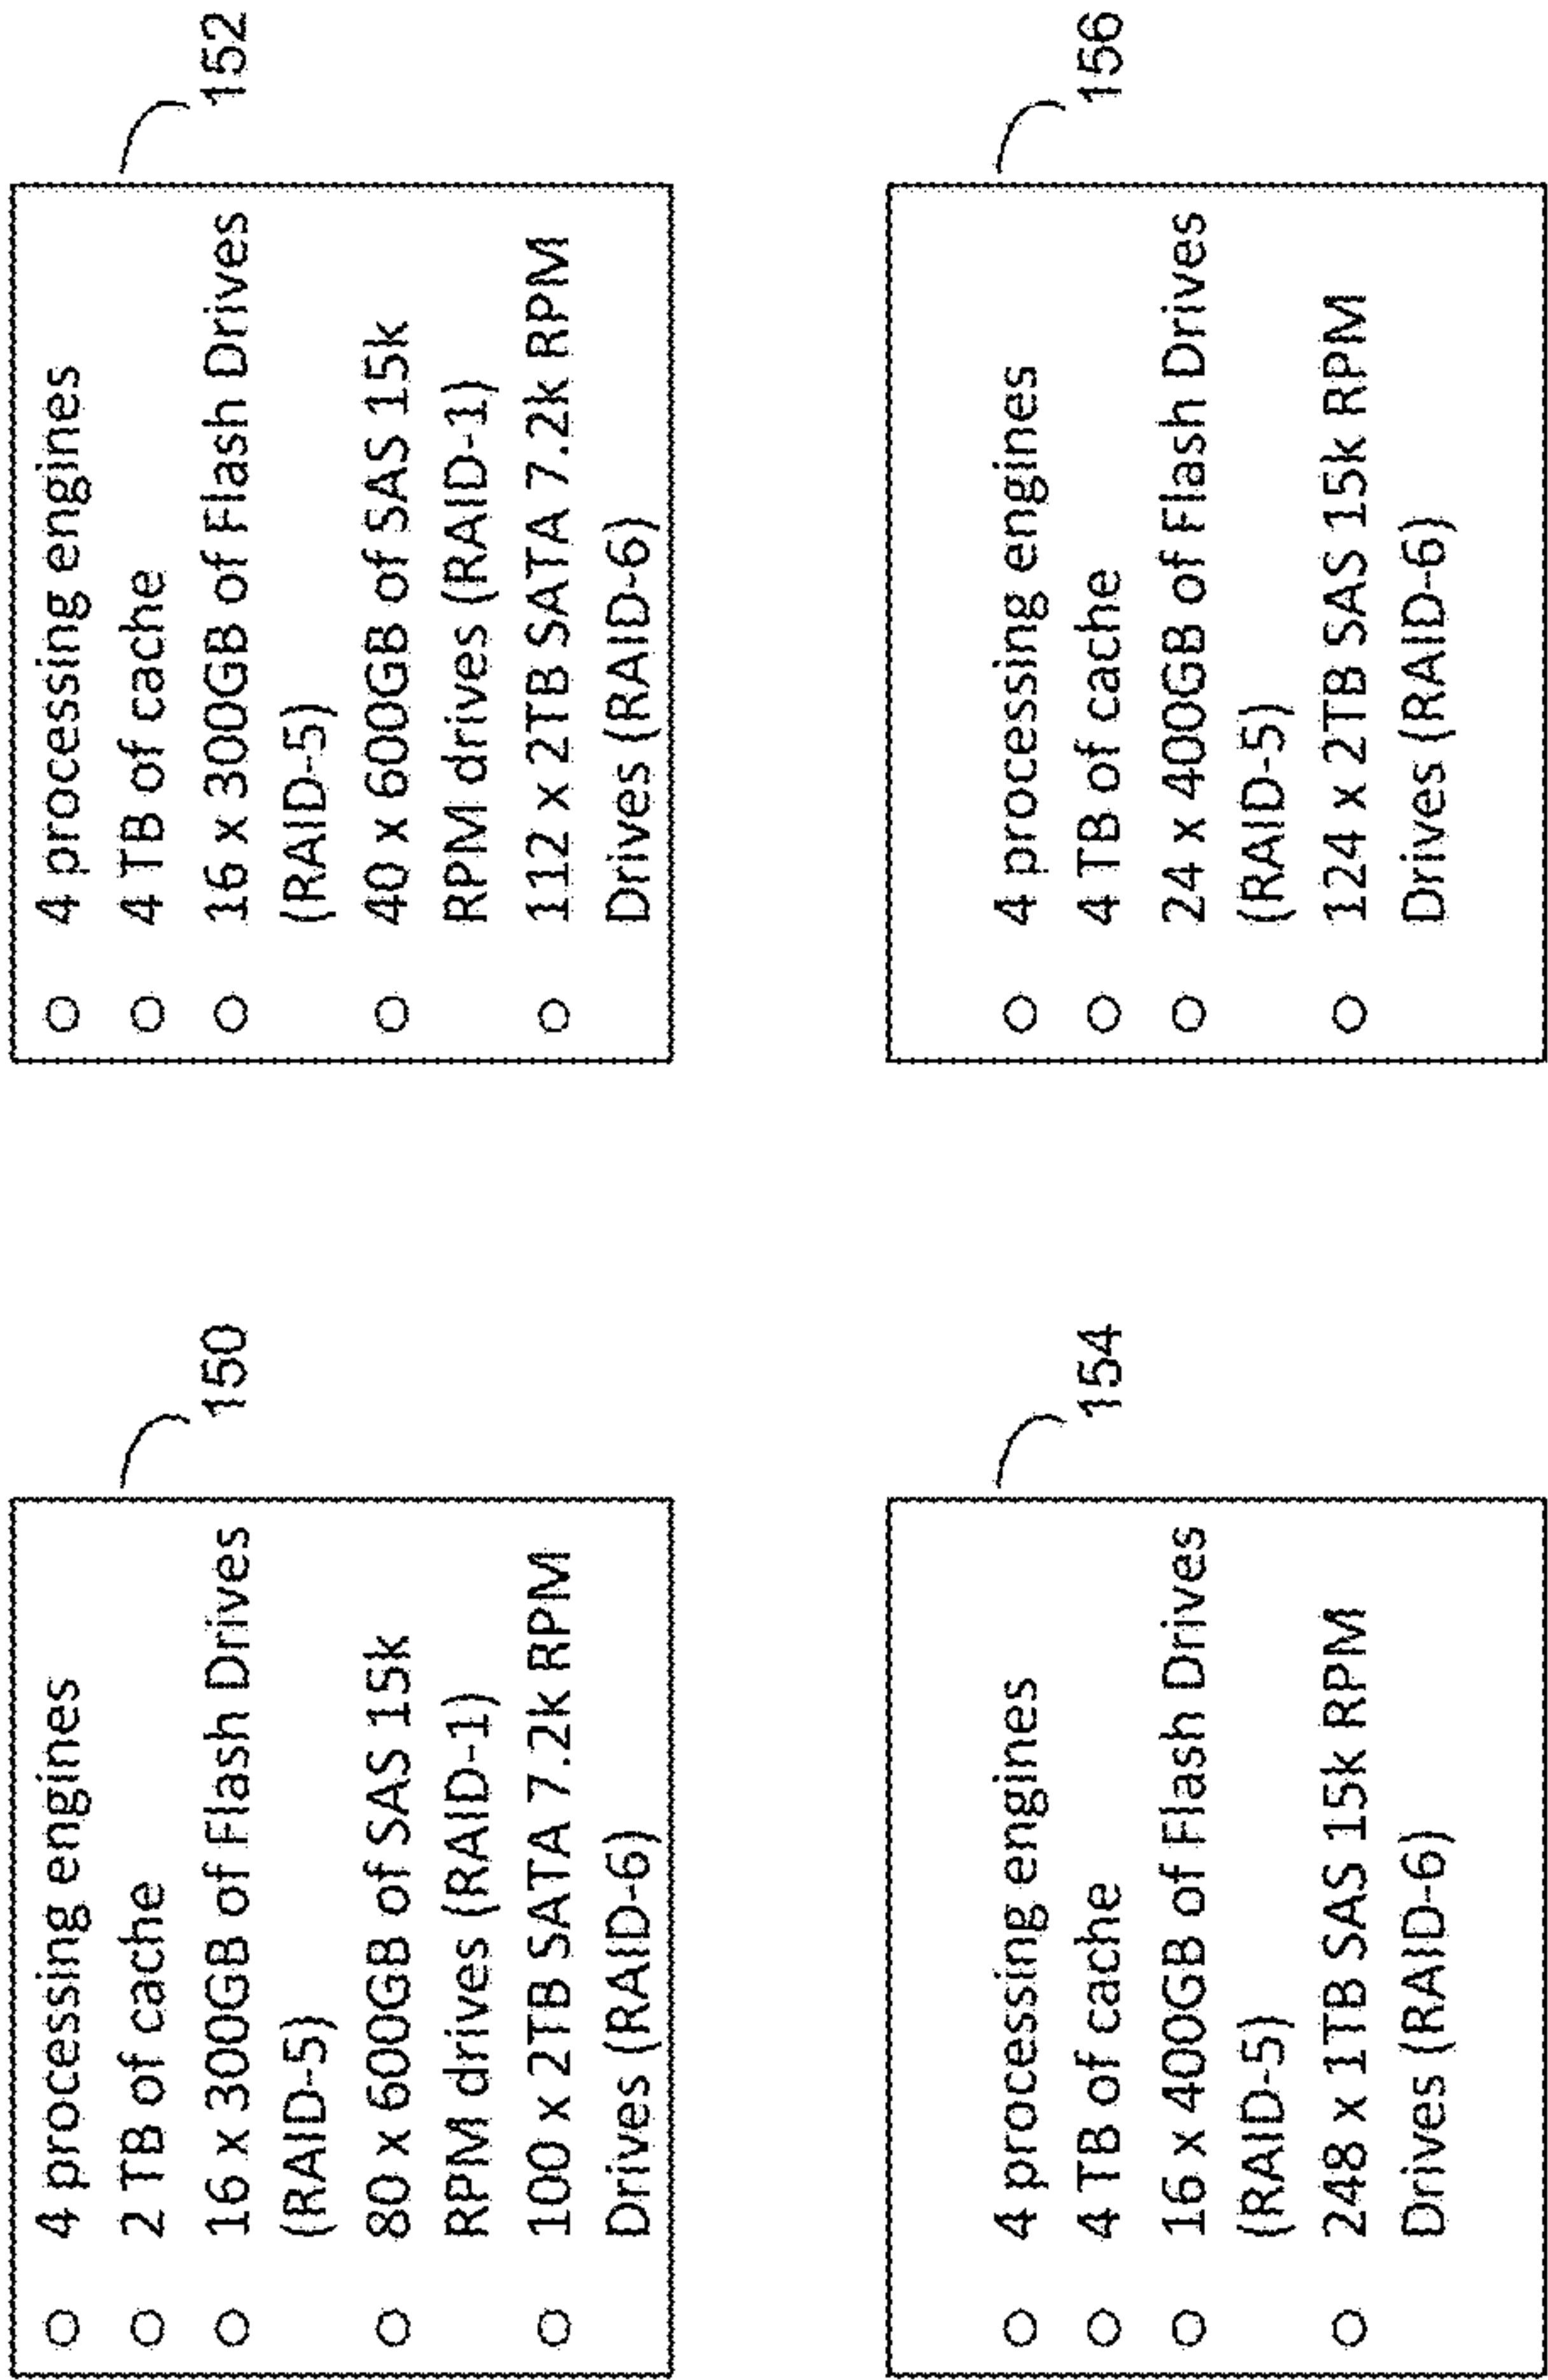 ○ 4 processing engines
○ 2 TB of cache
○ 16 x 300GB of Flash Drives
(RAID-5)
○ 80 x 600GB of SAS 15k
RPM drives (RAID-1)
○ 100 x 2TB SATA 7.2k RPM
Drives (RAID-6)
150
○ 4 processing engines
○ 4 TB of cache
○ 16 x 300GB of Flash Drives
(RAID-5)
○ 40 x 600GB of SAS 15k
RPM drives (RAID-1)
○ 112 x 2TB SATA 7.2k RPM
Drives (RAID-6)
152
○ 4 processing engines
○ 4 TB of cache
○ 16 x 400GB of Flash Drives
(RAID-5)
○ 248 x 1TB SAS 15k RPM
Drives (RAID-6)
154
○ 4 processing engines
○ 4 TB of cache
○ 24 x 400GB of Flash Drives
(RAID-5)
○ 124 x 2TB SAS 15k RPM
Drives (RAID-6)
156